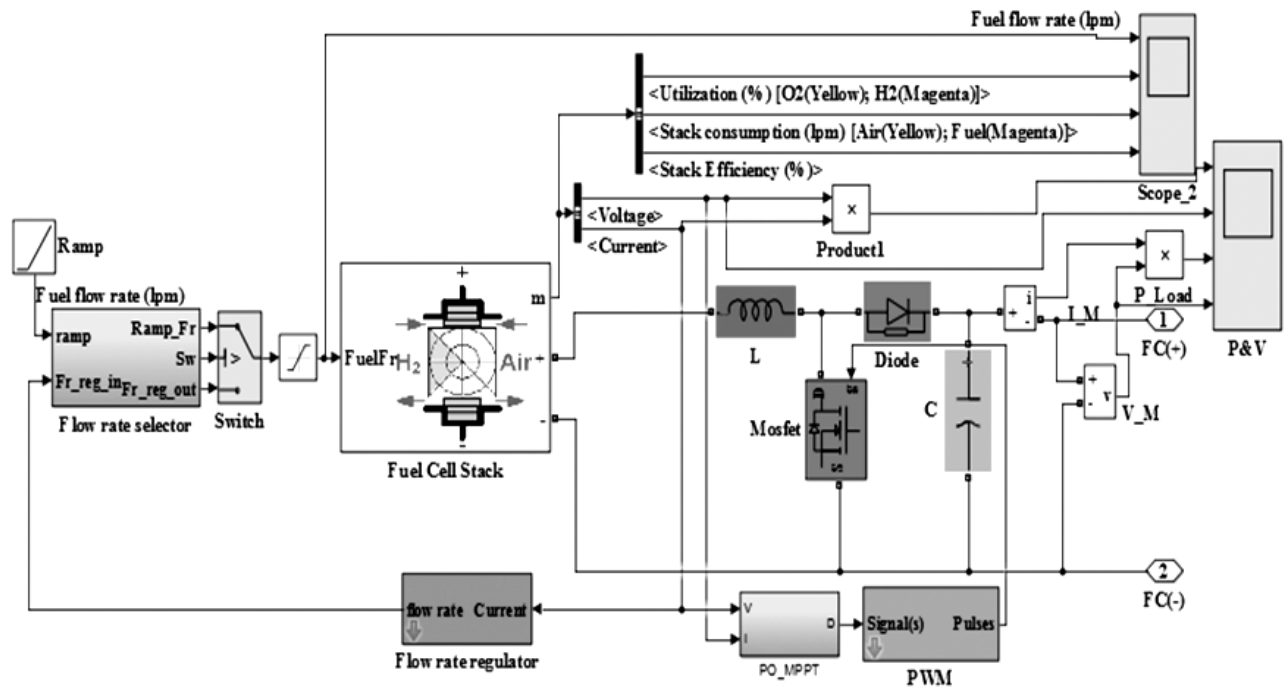 Fuel flow rate (lpm)
<Utilization (%) [O2(Yellow); H2(Magenta)]>
<Stack consumption (lpm) [Air(Yellow); Fuel(Magenta)]>
<Stack Efficiency (%)>
Scope_2
<Voltage>
<Current>
×
Product1
Ramp
Fuel flow rate (lpm)
ramp
Ramp_Fr
Sw
Fr_reg_in
Fr_reg_out
Flow rate selector
>
Switch
FuelFr
H2
Air
+
-
m
+
-
Fuel Cell Stack
L
Diode
D
g
S
Mosfet
C
+
i
+
-
I_M
×
P_Load
1
FC(+)
P&V
+
-
v
V_M
2
FC(-)
flow rate
Current
Flow rate regulator
V
I
D
PO_MPPT
Signal(s)
Pulses
PWM